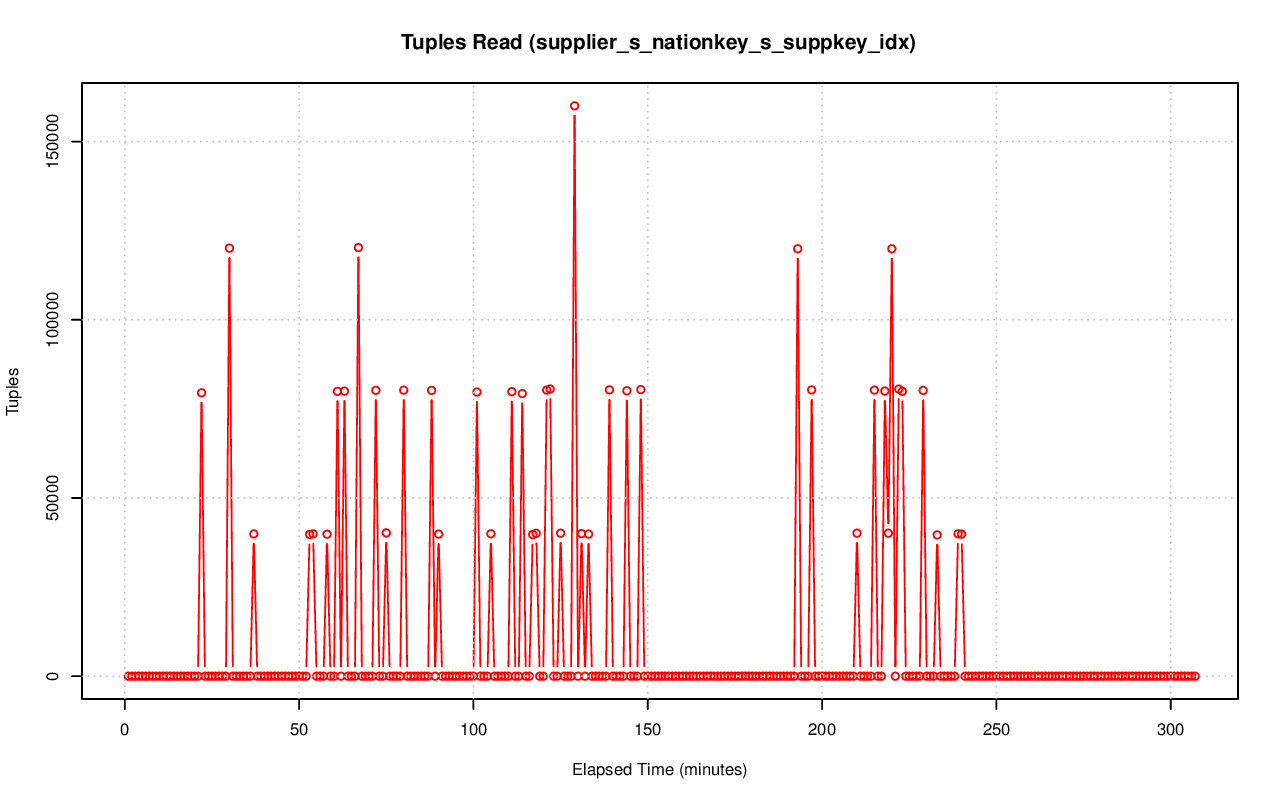 Tuples Read (supplier_s_nationkey_s_suppkey_idx)
Tuples
150000
100000
50000
0
0 50 100 150 200 250 300
Elapsed Time (minutes)